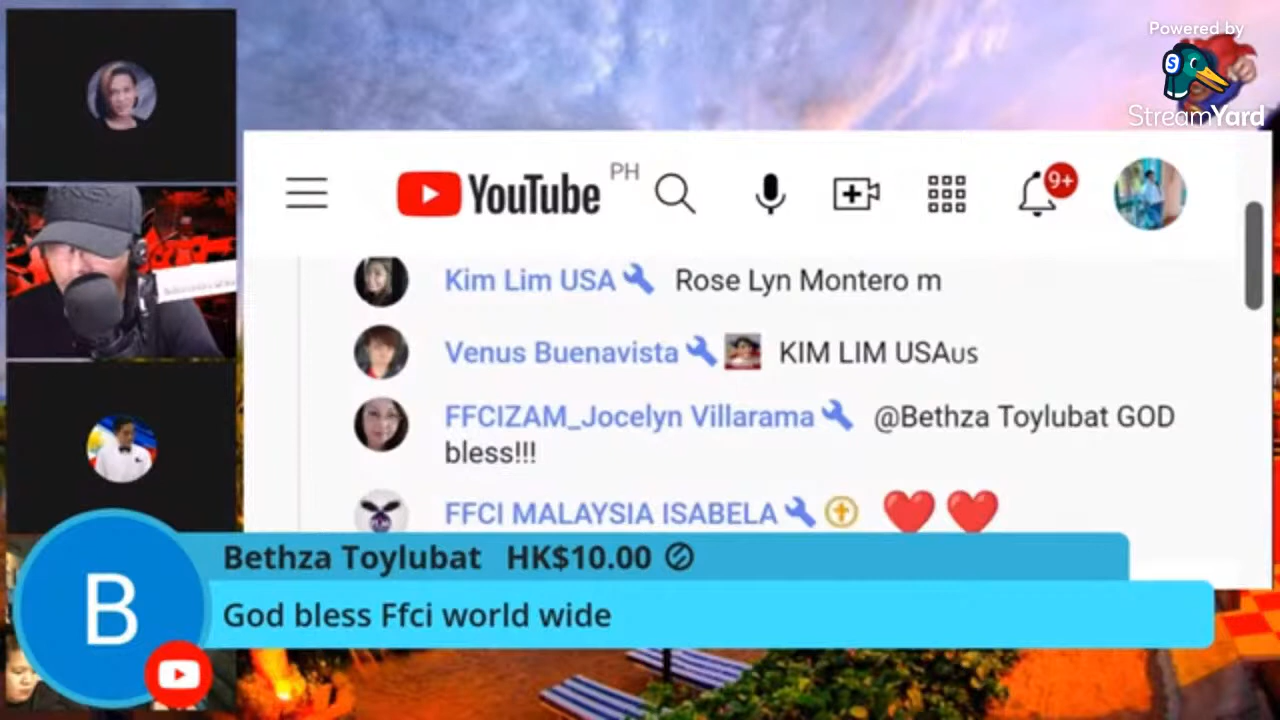 Powered by
StreamYard
YouTube PH
9+
Kim Lim USA Rose Lyn Montero m
Venus Buenavista KIM LIM USAus
FFCIZAM_Jocelyn Villarama @Bethza Toylubat GOD
bless!!!
FFCI MALAYSIA ISABELA
Bethza Toylubat HK$10.00
God bless Ffci world wide
B
S